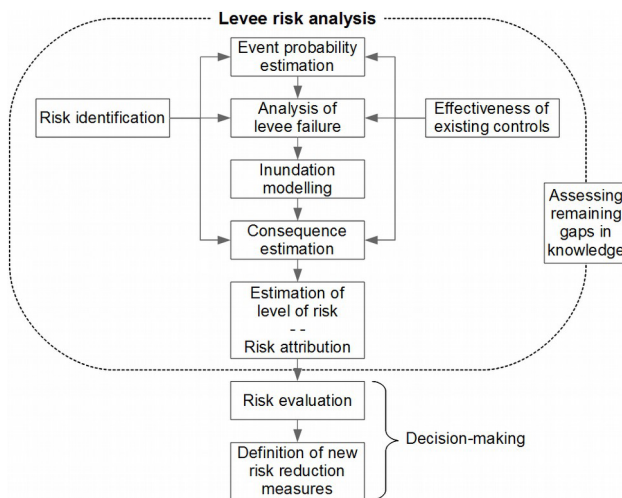 Levee risk analysis
Event probability
estimation
Risk identification
Analysis of
levee failure
Effectiveness of
existing controls
Inundation
modelling
Assessing
remaining
gaps in
knowledge
Consequence
estimation
Estimation of
level of risk
- -
Risk attribution
Risk evaluation
Decision-making
Definition of new
risk reduction
measures